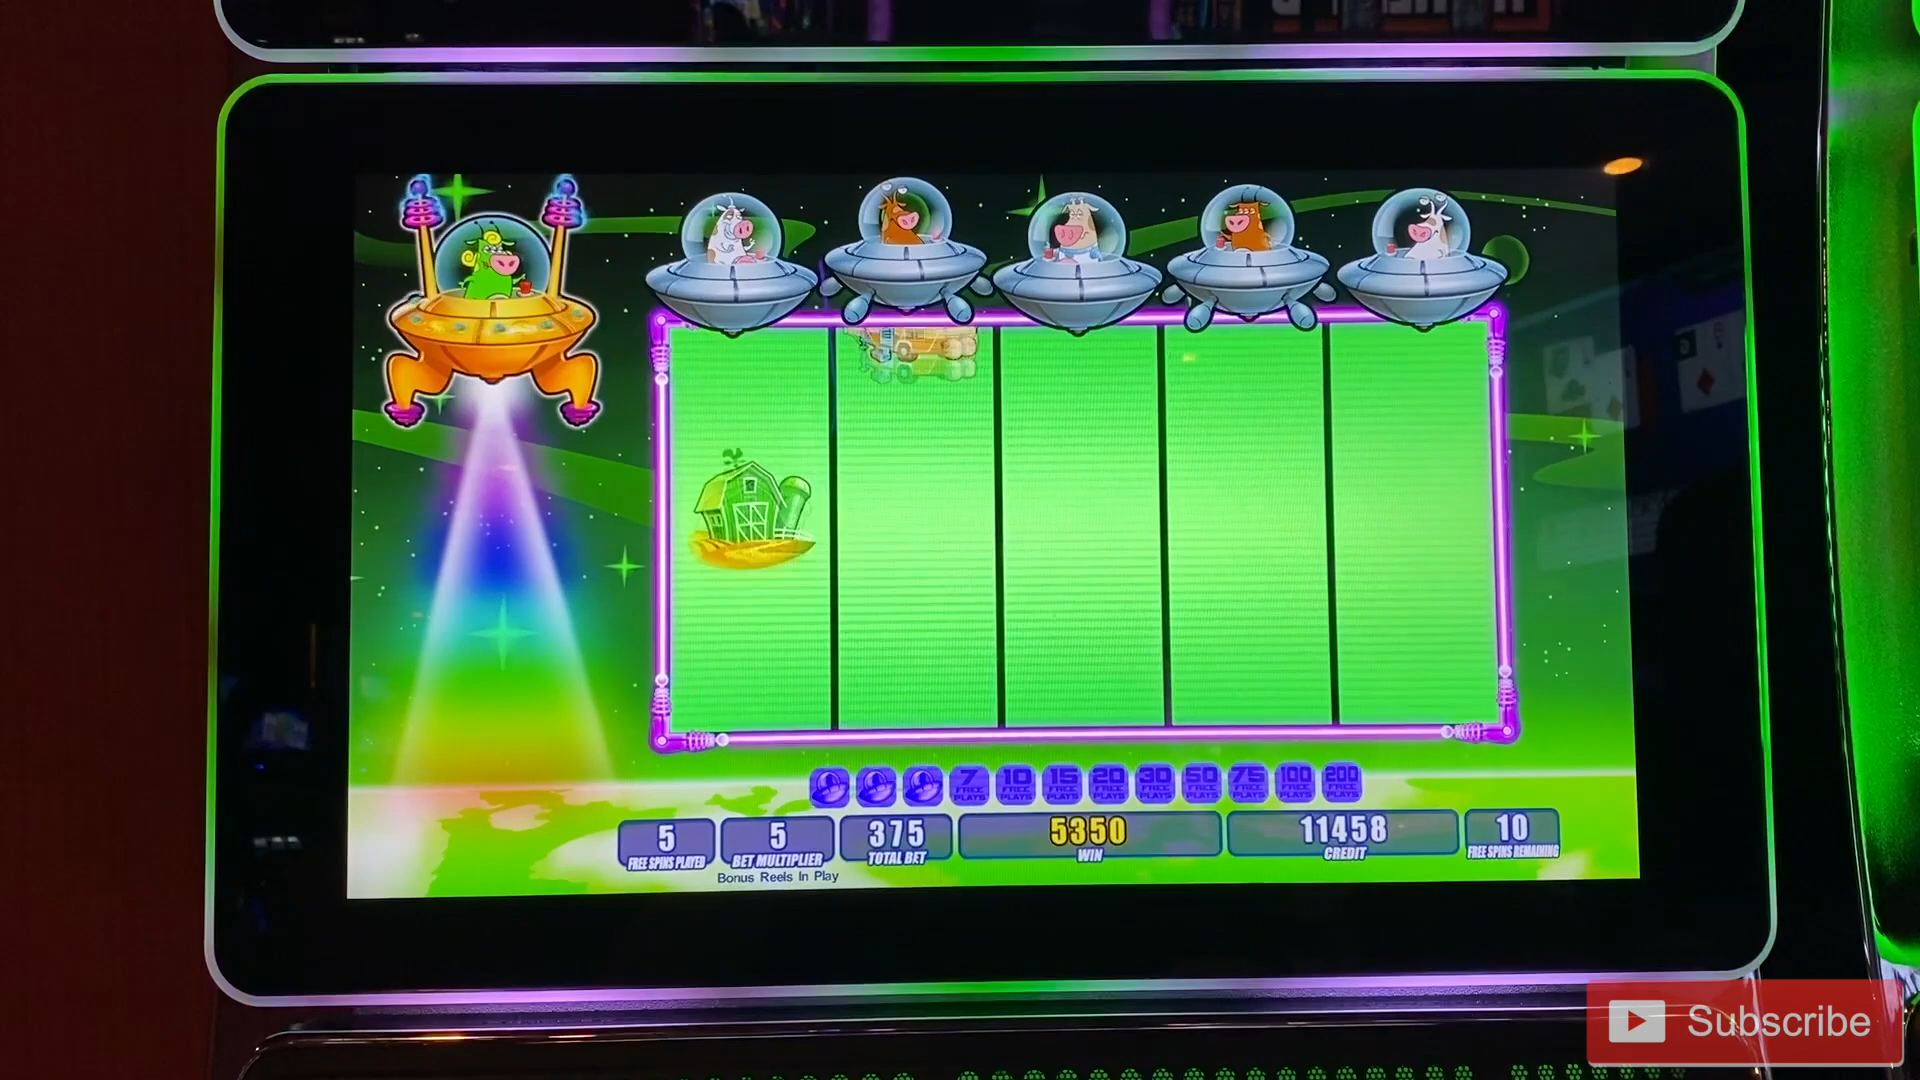 7 FREE PLAYS
10 FREE PLAYS
15 FREE PLAYS
20 FREE PLAYS
30 FREE PLAYS
50 FREE PLAYS
75 FREE PLAYS
100 FREE PLAYS
200 FREE PLAYS
5 FREE SPINS PLAYED
5 BET MULTIPLIER
375 TOTAL BET
5350 WIN
11458 CREDIT
10 FREE SPINS REMAINING
Bonus Reels In Play
Subscribe